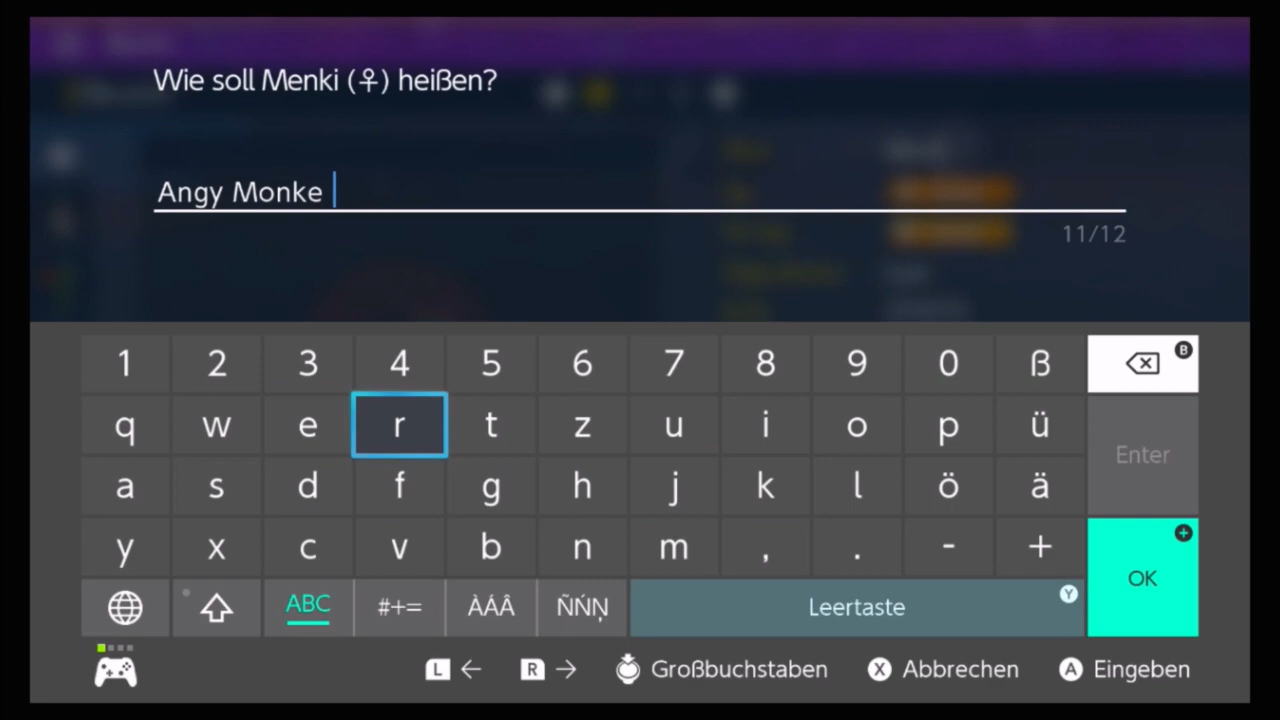 Wie soll Menki (♀) heißen?
Angy Monke
11/12
1 2 3 4 5 6 7 8 9 0 ß B
q w e r t z u i o p ü
Enter
a s d f g h j k l ö ä
y x c v b n m , . - +
+ OK
ABC #+= ÀÁÂ ÑŃŅ Leertaste Y
L ← R → Großbuchstaben X Abbrechen A Eingeben